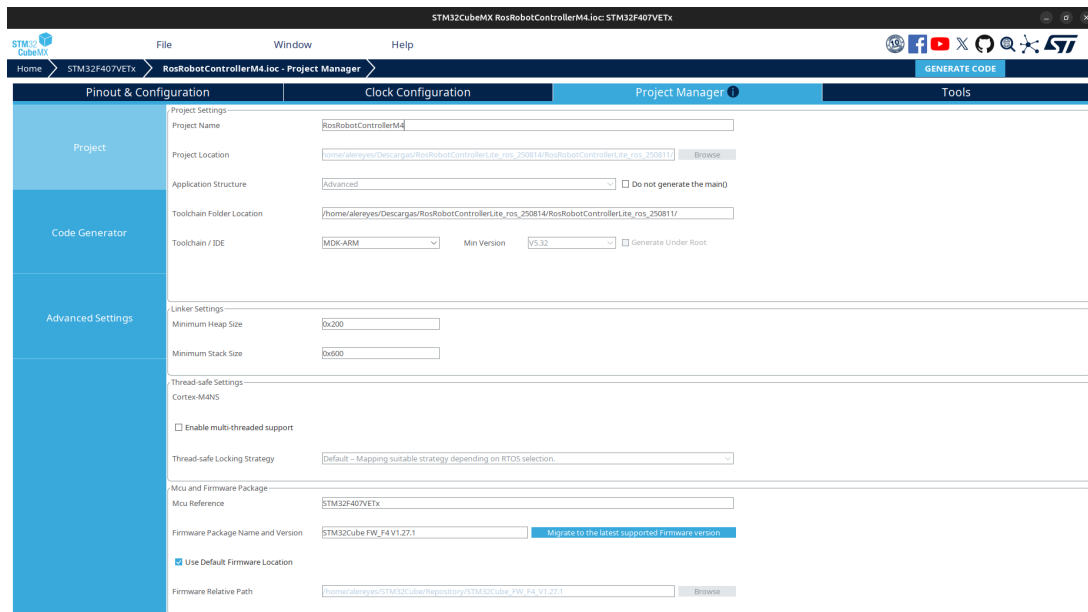 STM32CubeMX RosRobotControllerM4.ioc: STM32F407VETx
STM32 CubeMX
File Window Help
10
ST
Home STM32F407VETx RosRobotControllerM4.ioc - Project Manager GENERATE CODE
Pinout & Configuration Clock Configuration Project Manager Tools
Project
Code Generator
Advanced Settings
Project Settings
Project Name RosRobotControllerM4
Project Location home/alereyes/Descargas/RosRobotControllerLite_ros_250814/RosRobotControllerLite_ros_250811/ Browse
Application Structure Advanced Do not generate the main()
Toolchain Folder Location /home/alereyes/Descargas/RosRobotControllerLite_ros_250814/RosRobotControllerLite_ros_250811/
Toolchain / IDE MDK-ARM Min Version V5.32 Generate Under Root
Linker Settings
Minimum Heap Size 0x200
Minimum Stack Size 0x600
Thread-safe Settings
Cortex-M4NS
Enable multi-threaded support
Thread-safe Locking Strategy Default – Mapping suitable strategy depending on RTOS selection.
Mcu and Firmware Package
Mcu Reference STM32F407VETx
Firmware Package Name and Version STM32Cube FW_F4 V1.27.1 Migrate to the latest supported Firmware version
Use Default Firmware Location
Firmware Relative Path /home/alereyes/STM32Cube/Repository/STM32Cube_FW_F4_V1.27.1 Browse